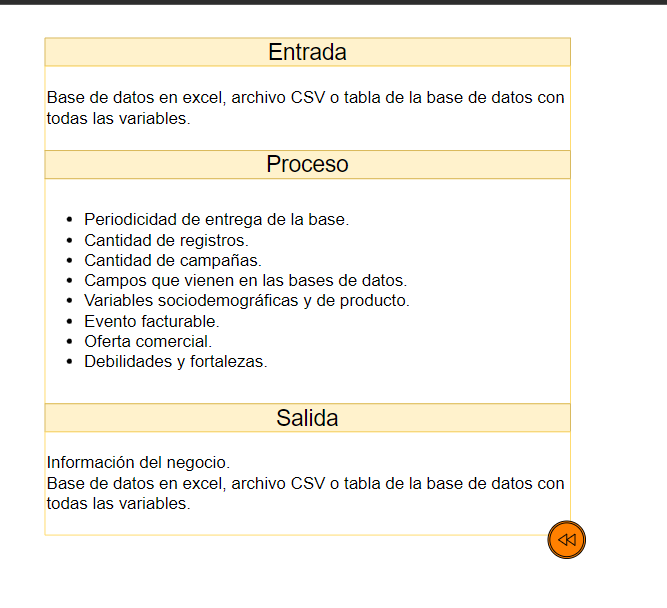 Entrada
Base de datos en excel, archivo CSV o tabla de la base de datos con
todas las variables.
Proceso
• Periodicidad de entrega de la base.
• Cantidad de registros.
• Cantidad de campañas.
• Campos que vienen en las bases de datos.
• Variables sociodemográficas y de producto.
• Evento facturable.
• Oferta comercial.
• Debilidades y fortalezas.
Salida
Información del negocio.
Base de datos en excel, archivo CSV o tabla de la base de datos con
todas las variables.